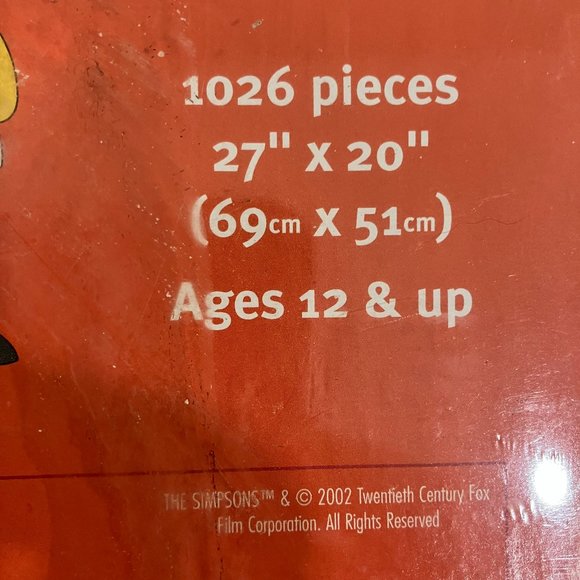 1026 pieces
27" x 20"
(69cm x 51cm)
Ages 12 & up
THE SIMPSONS™ & © 2002 Twentieth Century Fox
Film Corporation. All Rights Reserved